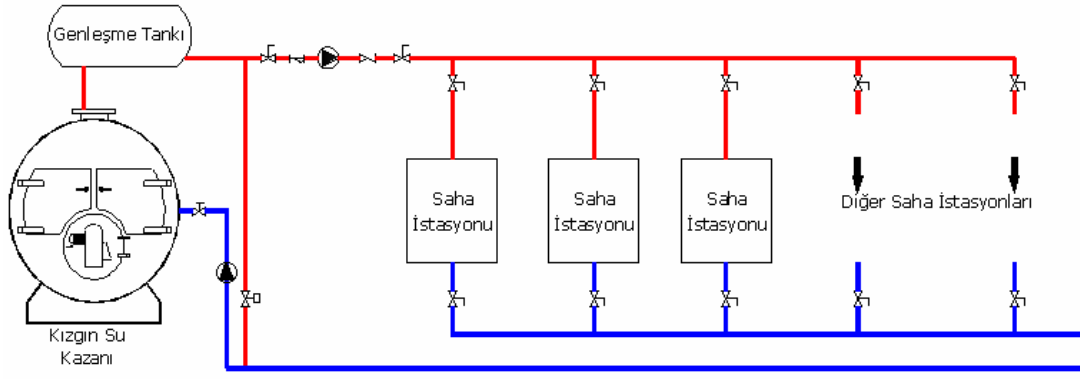 Genleşme Tankı
Saha
İstasyonu
Saha
İstasyonu
Saha
İstasyonu
Diğer Saha İstasyonları
Kızgın Su
Kazanı